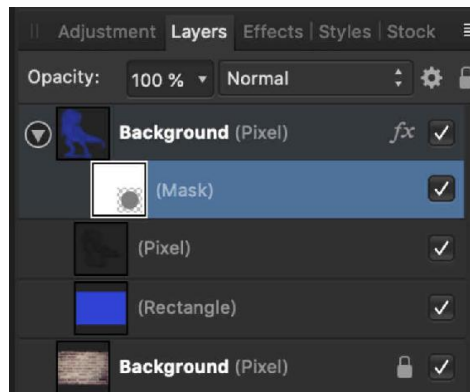 Adjustment Layers Effects Styles Stock
Opacity: 100 % Normal
Background (Pixel) fx
(Mask)
(Pixel)
(Rectangle)
Background (Pixel)